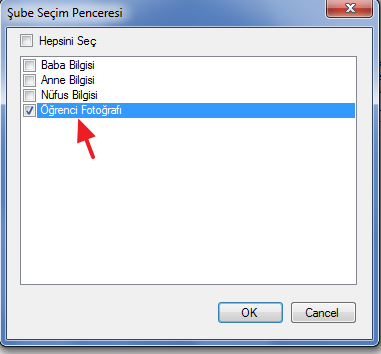 Şube Seçim Penceresi
Hepsini Seç
Baba Bilgisi
Anne Bilgisi
Nüfus Bilgisi
Öğrenci Fotoğrafı
OK
Cancel